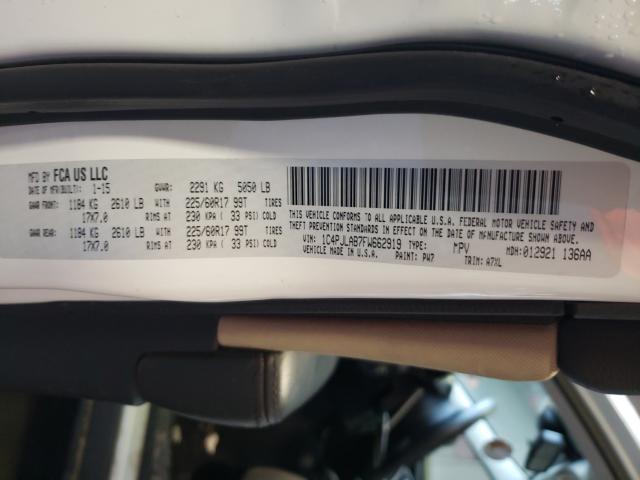 MFD BY FCA US LLC
DATE OF MFR(BUILT): 1-15 GVWR: 2291 KG 5050 LB
GAWR FRONT: 1184 KG 2610 LB WITH 225/60R17 99T TIRES
17X7.0 RIMS AT 230 KPA ( 33 PSI) COLD
GAWR REAR: 1184 KG 2610 LB WITH 225/60R17 99T TIRES
17X7.0 RIMS AT 230 KPA ( 33 PSI) COLD
THIS VEHICLE CONFORMS TO ALL APPLICABLE U.S.A. FEDERAL MOTOR VEHICLE SAFETY AND
THEFT PREVENTION STANDARDS IN EFFECT ON THE DATE OF MANUFACTURE SHOWN ABOVE.
VIN: 1C4PJLAB7FW662919 TYPE: MPV MDH: 012921 136AA
VEHICLE MADE IN U.S.A. PAINT: PW7 TRIM: A7XL